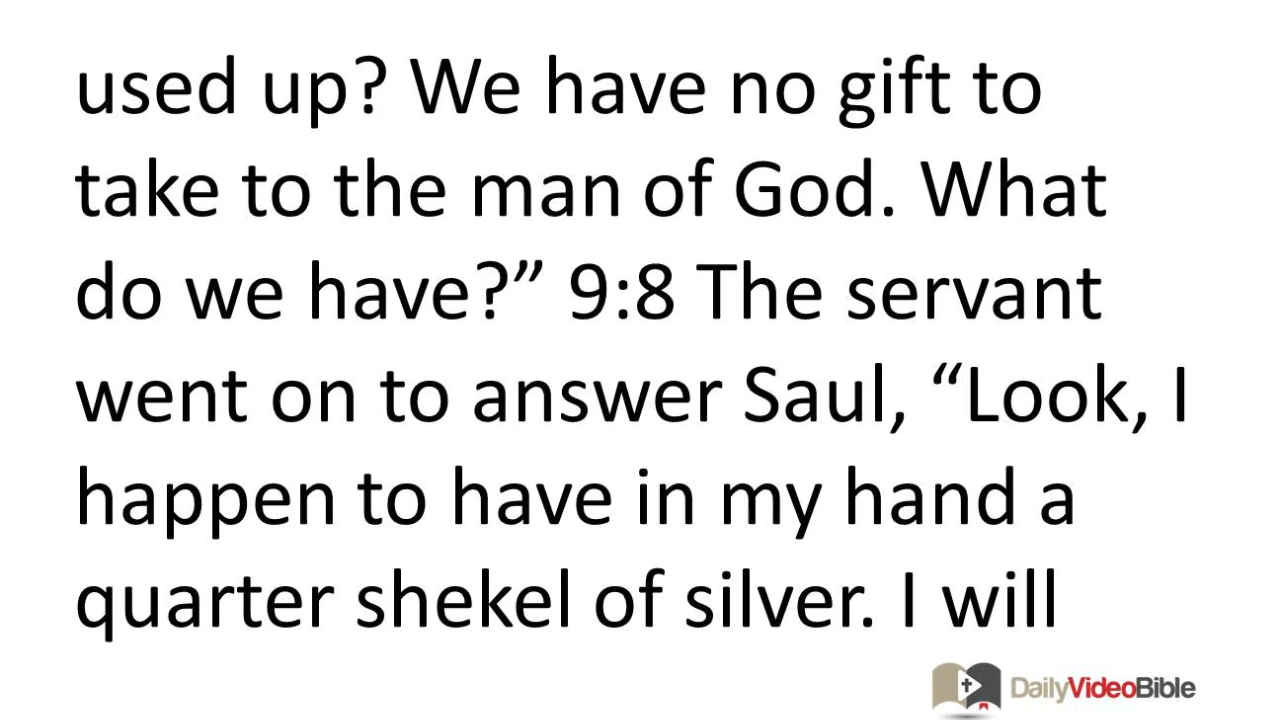 used up? We have no gift to
take to the man of God. What
do we have?” 9:8 The servant
went on to answer Saul, “Look, I
happen to have in my hand a
quarter shekel of silver. I will
DailyVideoBible